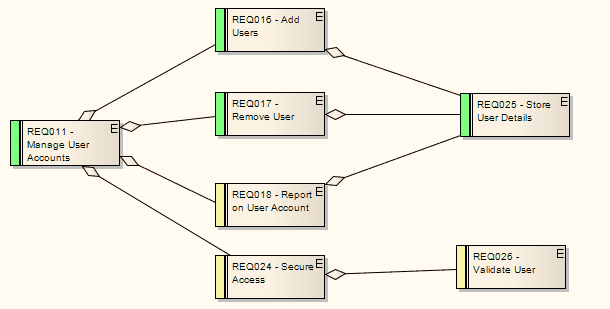 REQ016 - Add
Users
E
REQ017 -
Remove User
E
REQ025 - Store
User Details
E
REQ011 -
Manage User
Accounts
E
REQ018 - Report
on User Account
E
REQ024 - Secure
Access
E
REQ026 -
Validate User
E